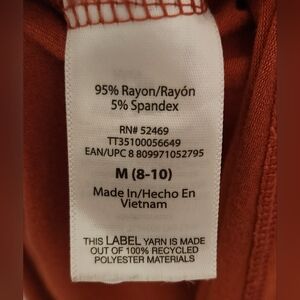 95% Rayon/Rayón
5% Spandex
RN# 52469
TT35100056649
EAN/UPC 8 809971052795
M (8-10)
Made In/Hecho En
Vietnam
THIS LABEL YARN IS MADE
OUT OF 100% RECYCLED
POLYESTER MATERIALS